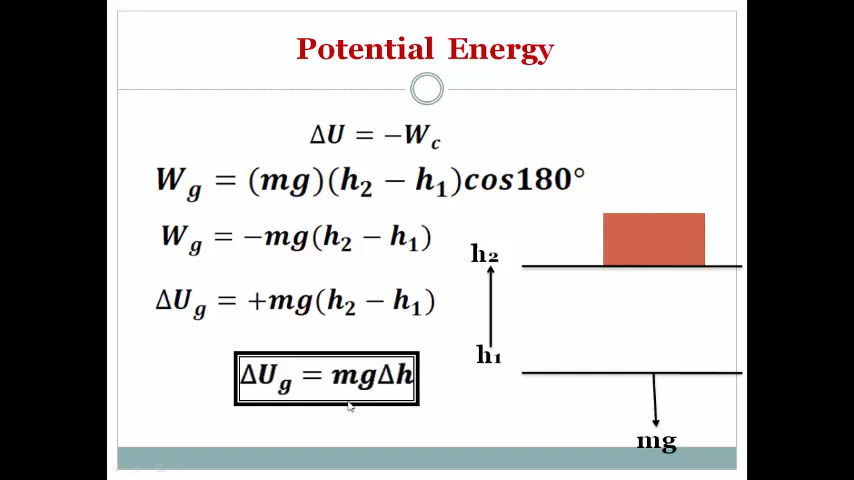 Potential Energy
ΔU = −W_c
W_g = (mg)(h₂ − h₁)cos180°
W_g = −mg(h₂ − h₁)
ΔU_g = +mg(h₂ − h₁)
ΔU_g = mgΔh
h2
h1
mg